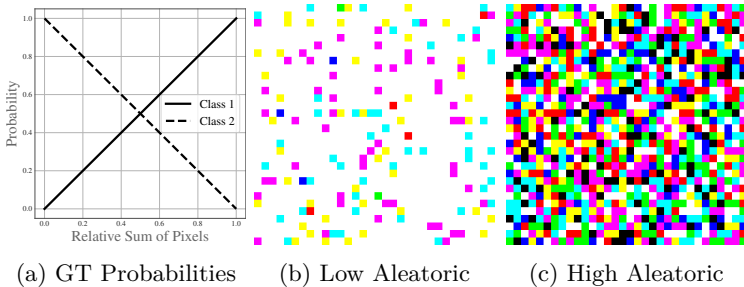 1.0
0.8
0.6
0.4
0.2
0.0
Probability
Class 1
Class 2
0.0 0.2 0.4 0.6 0.8 1.0
Relative Sum of Pixels
(a) GT Probabilities
(b) Low Aleatoric
(c) High Aleatoric